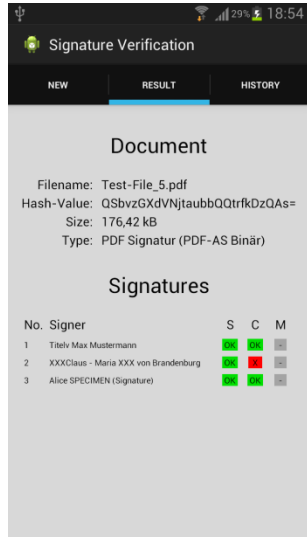 29% 18:54
Signature Verification
NEW RESULT HISTORY
Document
Filename: Test-File_5.pdf
Hash-Value: QSbvzGXdVNjtaubbQQtrfkDzQAs=
Size: 176,42 kB
Type: PDF Signatur (PDF-AS Binär)
Signatures
No. Signer S C M
1 Titelv Max Mustermann OK OK -
2 XXXClaus - Maria XXX von Brandenburg OK X -
3 Alice SPECIMEN (Signature) OK OK -